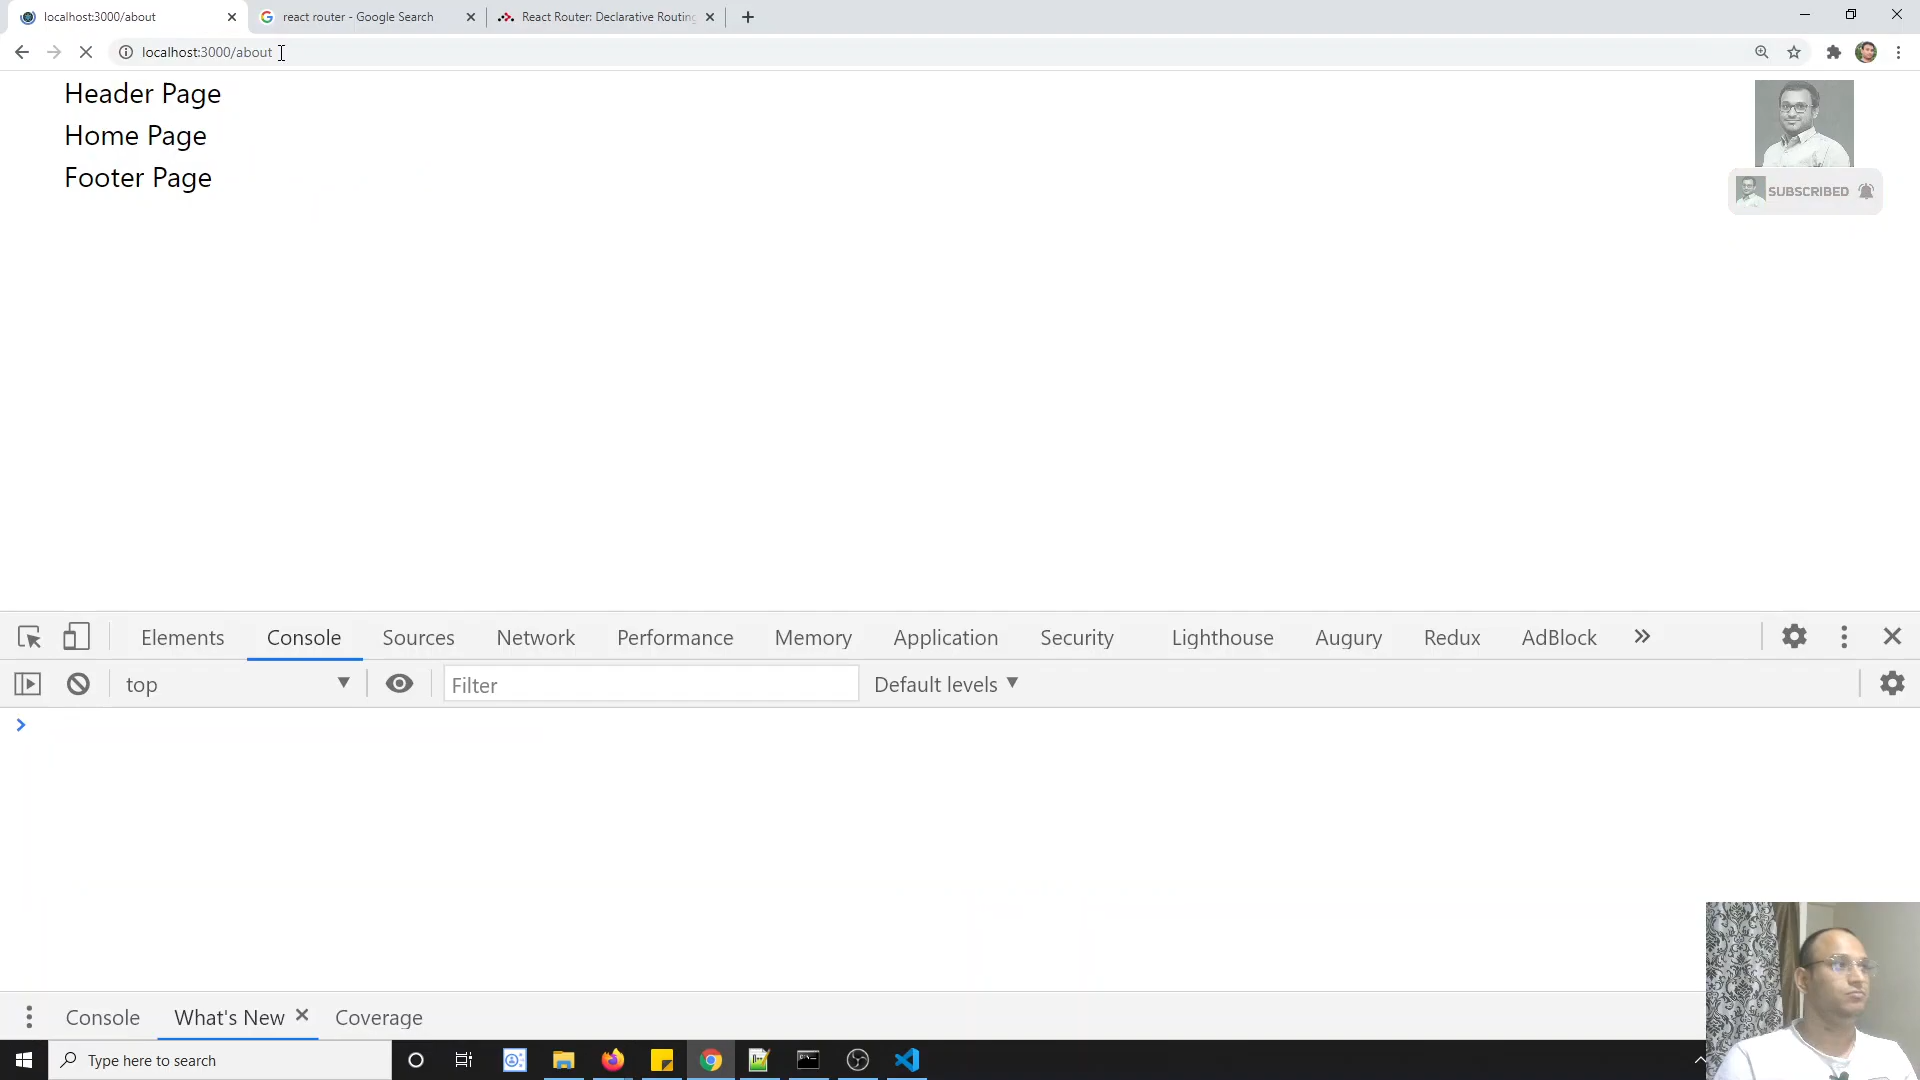 localhost:3000/about
react router - Google Search
React Router: Declarative Routing
localhost:3000/about
Header Page
Home Page
Footer Page
SUBSCRIBED
Elements
Console
Sources
Network
Performance
Memory
Application
Security
Lighthouse
Augury
Redux
AdBlock
top
Filter
Default levels
Console
What's New
Coverage
Type here to search